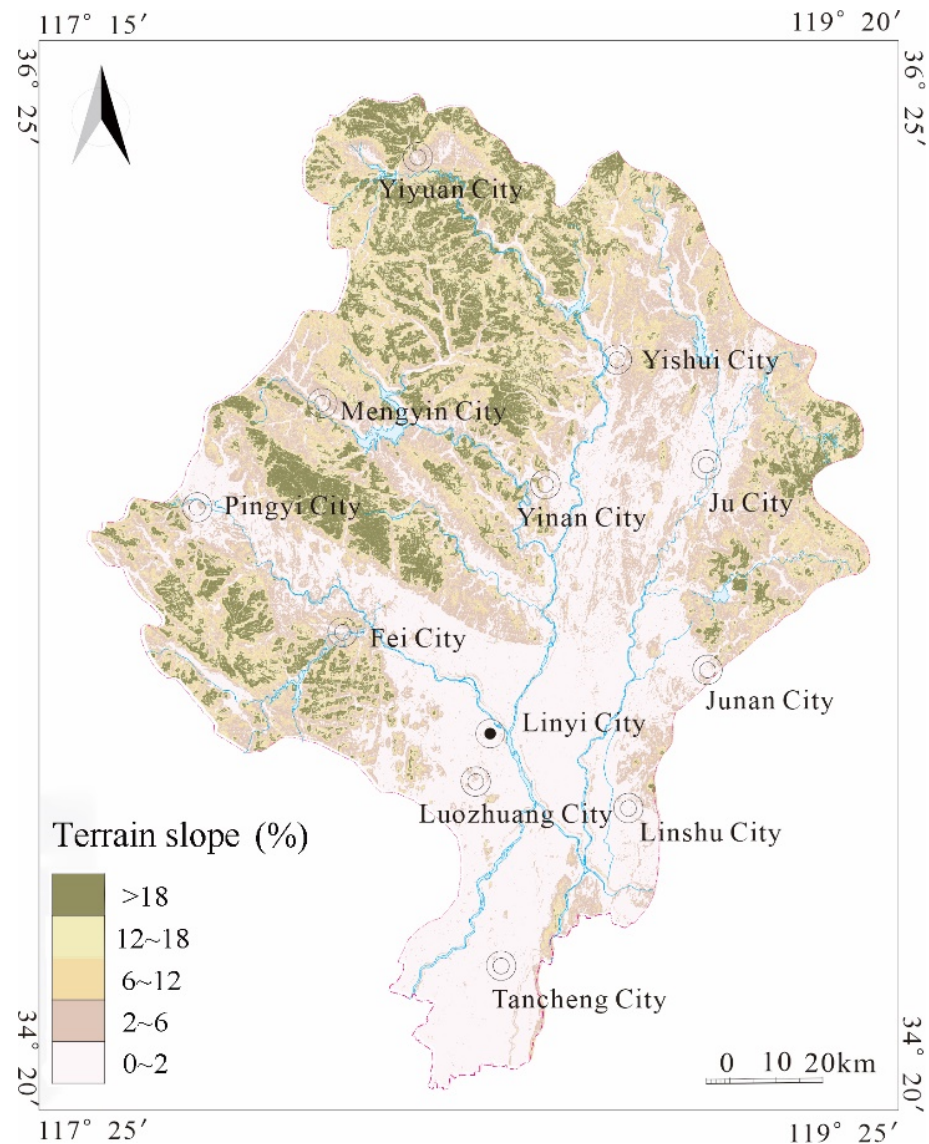 117° 15′ 119° 20′
36° 25′
36° 25′
Yiyuan City
Yishui City
Mengyin City
Ju City
Yinan City
Pingyi City
Fei City
Junan City
Linyi City
Luozhuang City
Linshu City
Terrain slope (%)
>18
12~18
6~12
2~6
0~2
Tancheng City
34° 20′
34° 20′
0 10 20km
117° 25′ 119° 25′